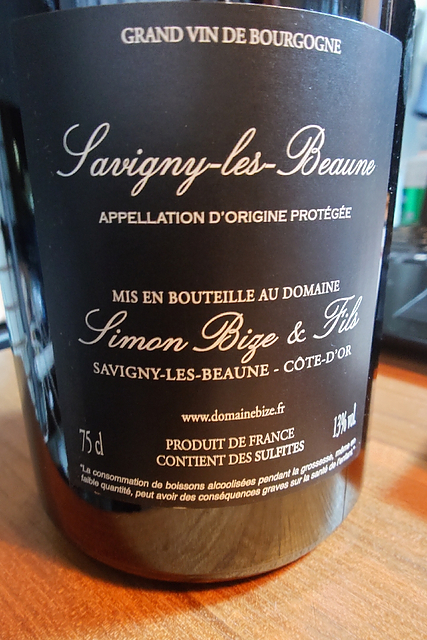 GRAND VIN DE BOURGOGNE
Savigny-les-Beaune
APPELLATION D'ORIGINE PROTÉGÉE
MIS EN BOUTEILLE AU DOMAINE
Simon Bize & Fils
SAVIGNY-LES-BEAUNE - CÔTE-D'OR
www.domainebize.fr
75 cl
PRODUIT DE FRANCE
13% vol.
CONTIENT DES SULFITES
"La consommation de boissons alcoolisées pendant la grossesse, même en
faible quantité, peut avoir des conséquences graves sur la santé de l'enfant."